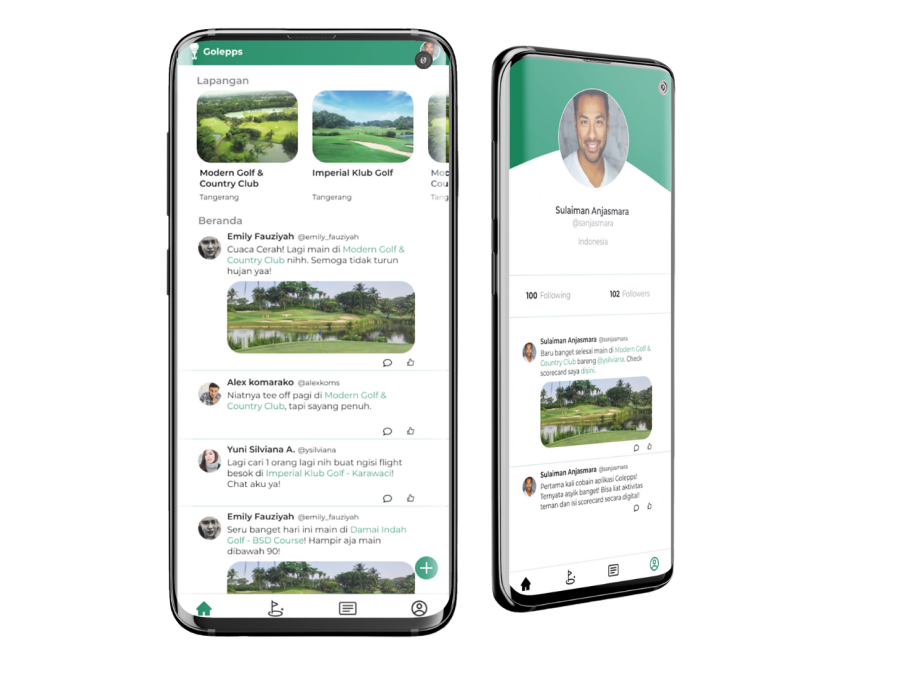 Golepps
Lapangan
Modern Golf &
Country Club
Tangerang
Imperial Klub Golf
Tangerang
Mod
Cou
Tang
Beranda
Emily Fauziyah @emily_fauziyah
Cuaca Cerah! Lagi main di Modern Golf &
Country Club nihh. Semoga tidak turun
hujan yaa!
Alex komarako @alexkoms
Niatnya tee off pagi di Modern Golf &
Country Club, tapi sayang penuh.
Yuni Silviana A. @ysilviana
Lagi cari 1 orang lagi nih buat ngisi flight
besok di Imperial Klub Golf - Karawaci!
Chat aku ya!
Emily Fauziyah @emily_fauziyah
Seru banget hari ini main di Damai Indah
Golf - BSD Course! Hampir aja main
dibawah 90!
Sulaiman Anjasmara
@sanjasmara
Indonesia
100 Following
102 Followers
Sulaiman Anjasmara @sanjasmara
Baru banget selesai main di Modern Golf &
Country Club bareng @ysilviana. Check
scorecard saya disini.
Sulaiman Anjasmara @sanjasmara
Pertama kali cobain aplikasi Golepps!
Ternyata asyik banget! Bisa liat aktivitas
teman dan isi scorecard secara digital!